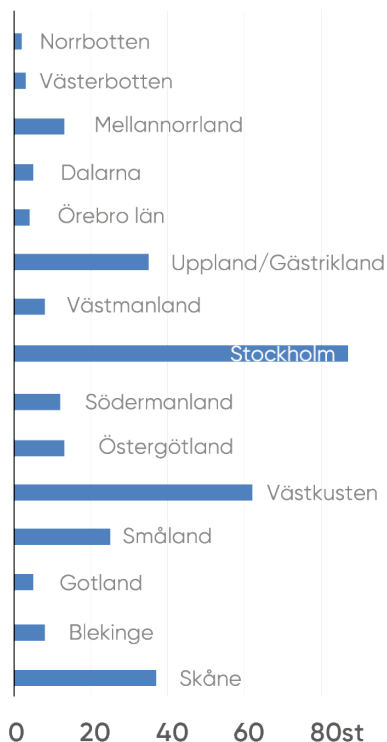 Norrbotten
Västerbotten
Mellannorrland
Dalarna
Örebro län
Uppland/Gästrikland
Västmanland
Stockholm
Södermanland
Östergötland
Västkusten
Småland
Gotland
Blekinge
Skåne
0 20 40 60 80st